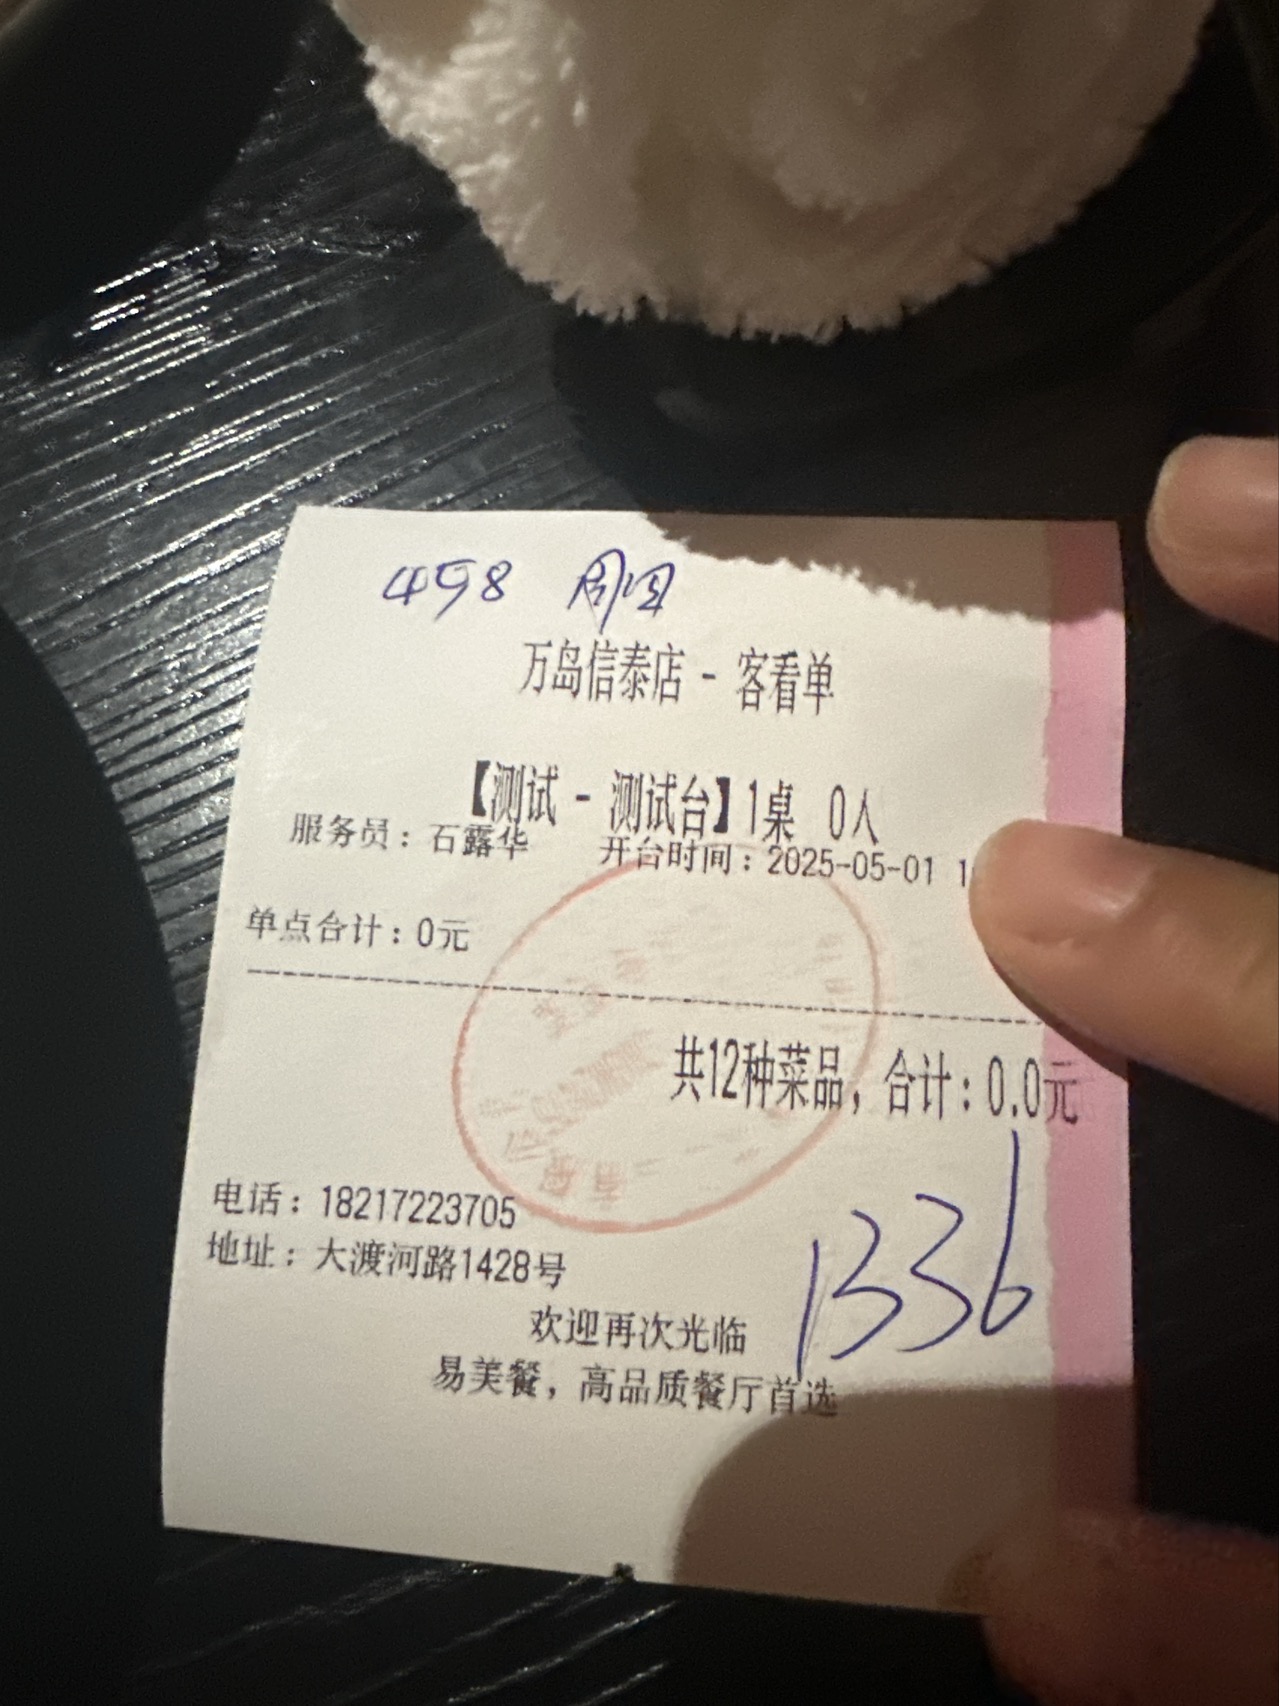 498
万岛信泰店 - 客看单
【测试 - 测试台】1桌 0人
服务员：石露华 开台时间：2025-05-01 1
单点合计：0元
共12种菜品，合计：0.0元
电话：18217223705
地址：大渡河路1428号
1336
欢迎再次光临
易美餐，高品质餐厅首选